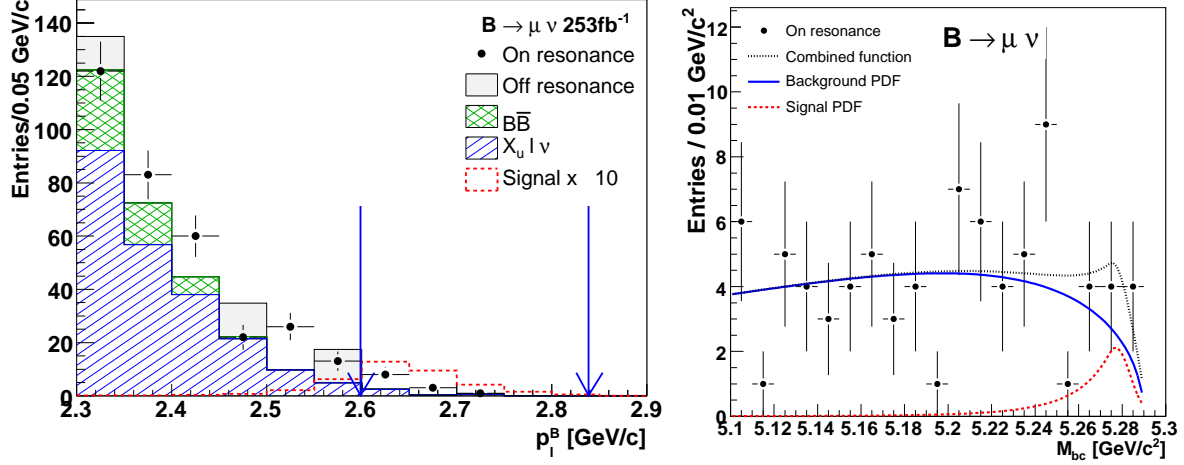 Entries/0.05 GeV/c
140
120
100
80
60
40
20
0
B → μ ν 253fb⁻¹
On resonance
Off resonance
BB̅
X_u l ν
Signal x 10
2.3 2.4 2.5 2.6 2.7 2.8 2.9
p_l^B [GeV/c]
Entries / 0.01 GeV/c²
12
10
8
6
4
2
0
On resonance
Combined function
Background PDF
Signal PDF
B → μ ν
5.1 5.12 5.14 5.16 5.18 5.2 5.22 5.24 5.26 5.28 5.3
M_bc [GeV/c²]